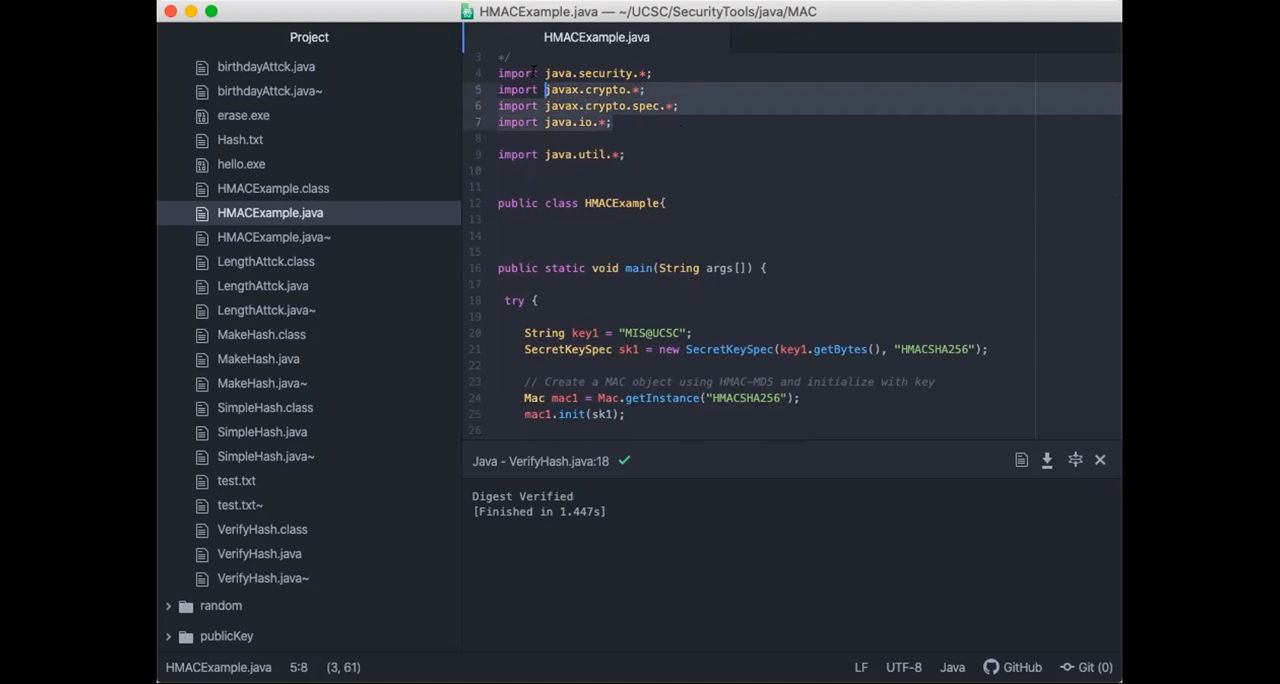 HMACExample.java — ~/UCSC/SecurityTools/java/MAC
Project
birthdayAttck.java
birthdayAttck.java~
erase.exe
Hash.txt
hello.exe
HMACExample.class
HMACExample.java
HMACExample.java~
LengthAttck.class
LengthAttck.java
LengthAttck.java~
MakeHash.class
MakeHash.java
MakeHash.java~
SimpleHash.class
SimpleHash.java
SimpleHash.java~
test.txt
test.txt~
VerifyHash.class
VerifyHash.java
VerifyHash.java~
random
publicKey
HMACExample.java
3 */
4 import java.security.*;
5 import javax.crypto.*;
6 import javax.crypto.spec.*;
7 import java.io.*;
8
9 import java.util.*;
10
11
12 public class HMACExample{
13
14
15
16 public static void main(String args[]) {
17
18 try {
19
20 String key1 = "MIS@UCSC";
21 SecretKeySpec sk1 = new SecretKeySpec(key1.getBytes(), "HMACSHA256");
22
23 // Create a MAC object using HMAC-MD5 and initialize with key
24 Mac mac1 = Mac.getInstance("HMACSHA256");
25 mac1.init(sk1);
26
Java - VerifyHash.java:18
Digest Verified
[Finished in 1.447s]
HMACExample.java 5:8 (3, 61) LF UTF-8 Java GitHub Git (0)